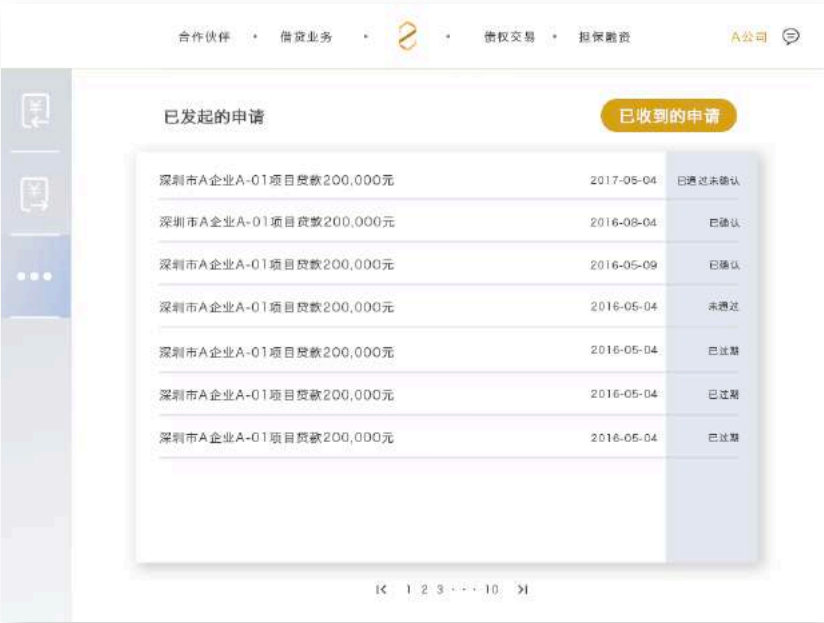 合作伙伴 · 借贷业务 · · 债权交易 · 担保融资 A公司
已发起的申请 已收到的申请
深圳市A企业A-01项目贷款200,000元 2017-05-04 已通过未确认
深圳市A企业A-01项目贷款200,000元 2016-08-04 已确认
深圳市A企业A-01项目贷款200,000元 2016-05-09 已确认
深圳市A企业A-01项目贷款200,000元 2016-05-04 未通过
深圳市A企业A-01项目贷款200,000元 2016-05-04 已过期
深圳市A企业A-01项目贷款200,000元 2016-05-04 已过期
深圳市A企业A-01项目贷款200,000元 2016-05-04 已过期
1 2 3 ··· 10